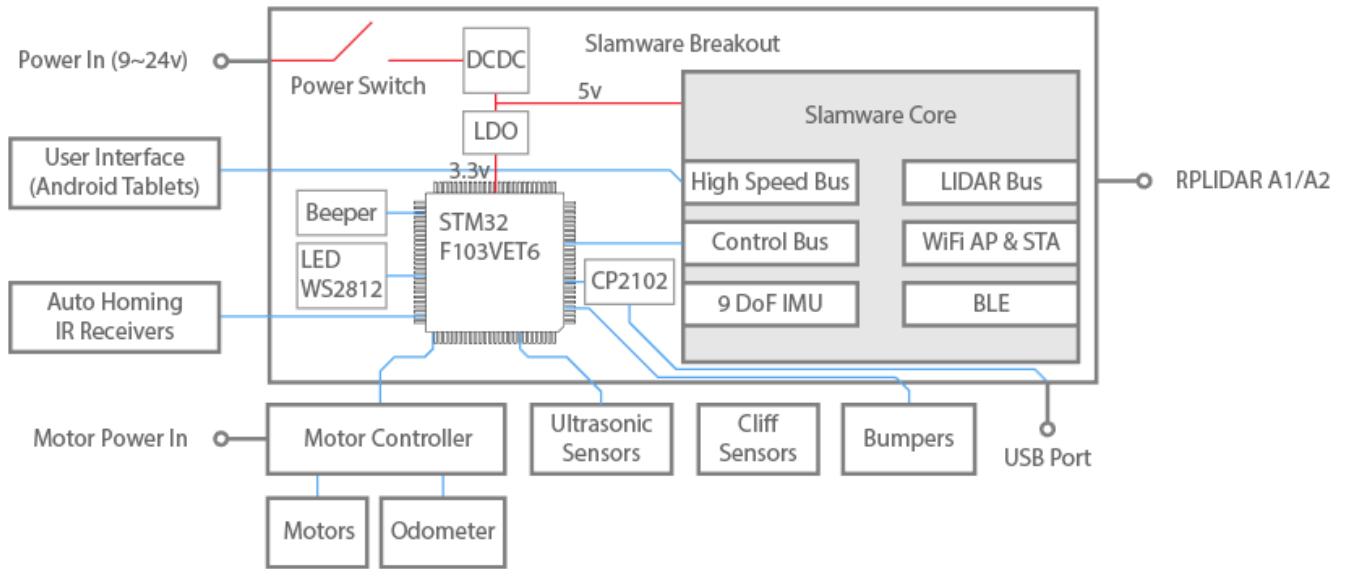 Slamware Breakout
Power In (9~24v)
Power Switch
DCDC
5v
LDO
3.3v
Slamware Core
User Interface
(Android Tablets)
High Speed Bus
LIDAR Bus
RPLIDAR A1/A2
Beeper
STM32
F103VET6
Control Bus
WiFi AP & STA
LED
WS2812
CP2102
9 DoF IMU
BLE
Auto Homing
IR Receivers
Motor Power In
Motor Controller
Ultrasonic
Sensors
Cliff
Sensors
Bumpers
USB Port
Motors
Odometer